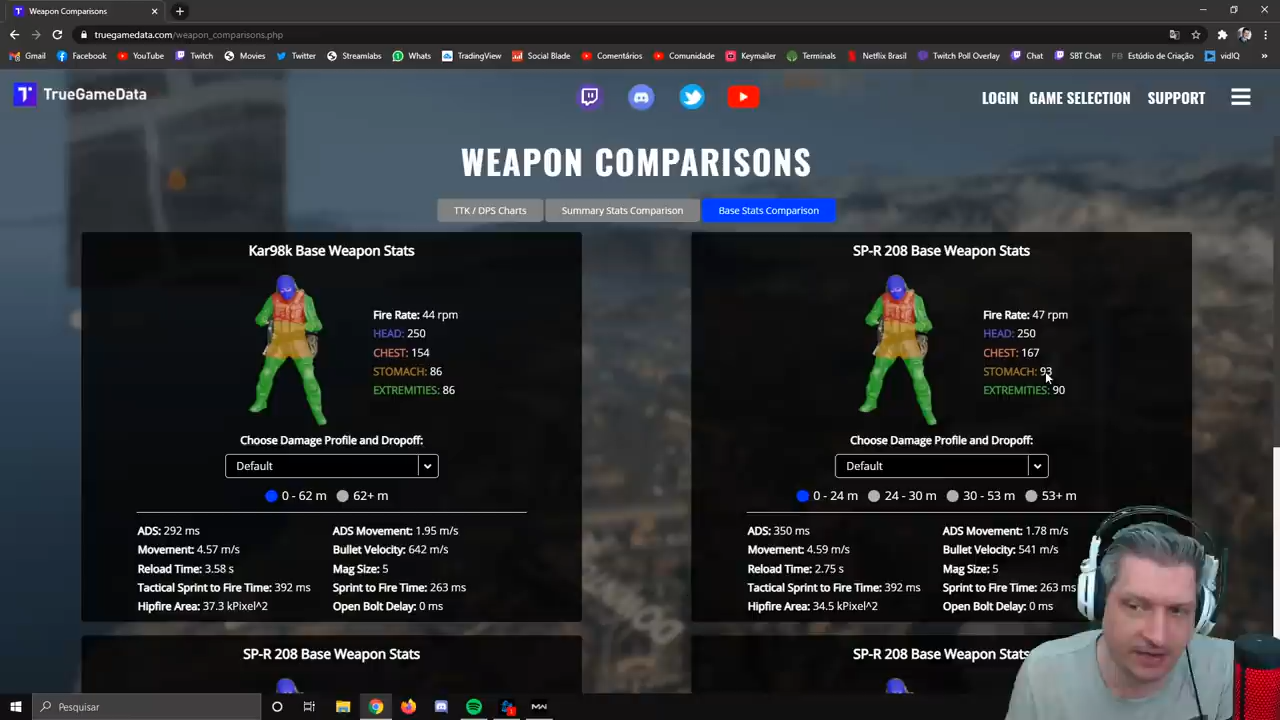 Weapon Comparisons
truegamedata.com/weapon_comparisons.php
Gmail Facebook YouTube Twitch Movies Twitter Streamlabs Whats TradingView Social Blade Comentários Comunidade Keymailer Terminals Netflix Brasil Twitch Poll Overlay Chat SBT Chat Estúdio de Criação vidIQ
TrueGameData
LOGIN GAME SELECTION SUPPORT
WEAPON COMPARISONS
TTK / DPS Charts Summary Stats Comparison Base Stats Comparison
Kar98k Base Weapon Stats
Fire Rate: 44 rpm
HEAD: 250
CHEST: 154
STOMACH: 86
EXTREMITIES: 86
Choose Damage Profile and Dropoff:
Default
0 - 62 m 62+ m
ADS: 292 ms ADS Movement: 1.95 m/s
Movement: 4.57 m/s Bullet Velocity: 642 m/s
Reload Time: 3.58 s Mag Size: 5
Tactical Sprint to Fire Time: 392 ms Sprint to Fire Time: 263 ms
Hipfire Area: 37.3 kPixel^2 Open Bolt Delay: 0 ms
SP-R 208 Base Weapon Stats
Fire Rate: 47 rpm
HEAD: 250
CHEST: 167
STOMACH: 93
EXTREMITIES: 90
Choose Damage Profile and Dropoff:
Default
0 - 24 m 24 - 30 m 30 - 53 m 53+ m
ADS: 350 ms ADS Movement: 1.78 m/s
Movement: 4.59 m/s Bullet Velocity: 541 m/s
Reload Time: 2.75 s Mag Size: 5
Tactical Sprint to Fire Time: 392 ms Sprint to Fire Time: 263 ms
Hipfire Area: 34.5 kPixel^2 Open Bolt Delay: 0 ms
SP-R 208 Base Weapon Stats
SP-R 208 Base Weapon Stats
Pesquisar
MW